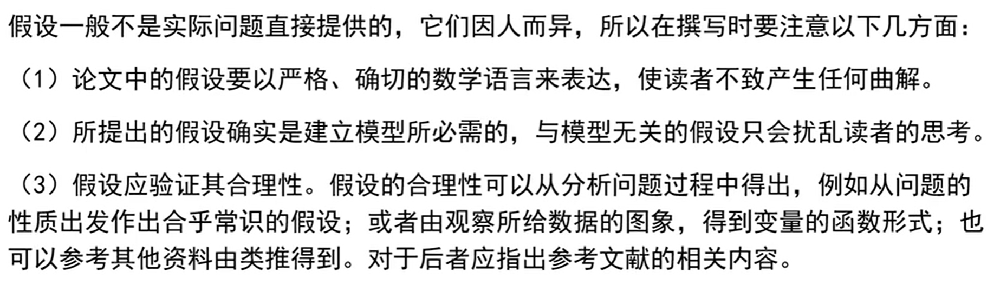 假设一般不是实际问题直接提供的，它们因人而异，所以在撰写时要注意以下几方面：
（1）论文中的假设要以严格、确切的数学语言来表达，使读者不致产生任何曲解。
（2）所提出的假设确实是建立模型所必需的，与模型无关的假设只会扰乱读者的思考。
（3）假设应验证其合理性。假设的合理性可以从分析问题过程中得出，例如从问题的
性质出发作出合乎常识的假设；或者由观察所给数据的图象，得到变量的函数形式；也
可以参考其他资料由类推得到。对于后者应指出参考文献的相关内容。